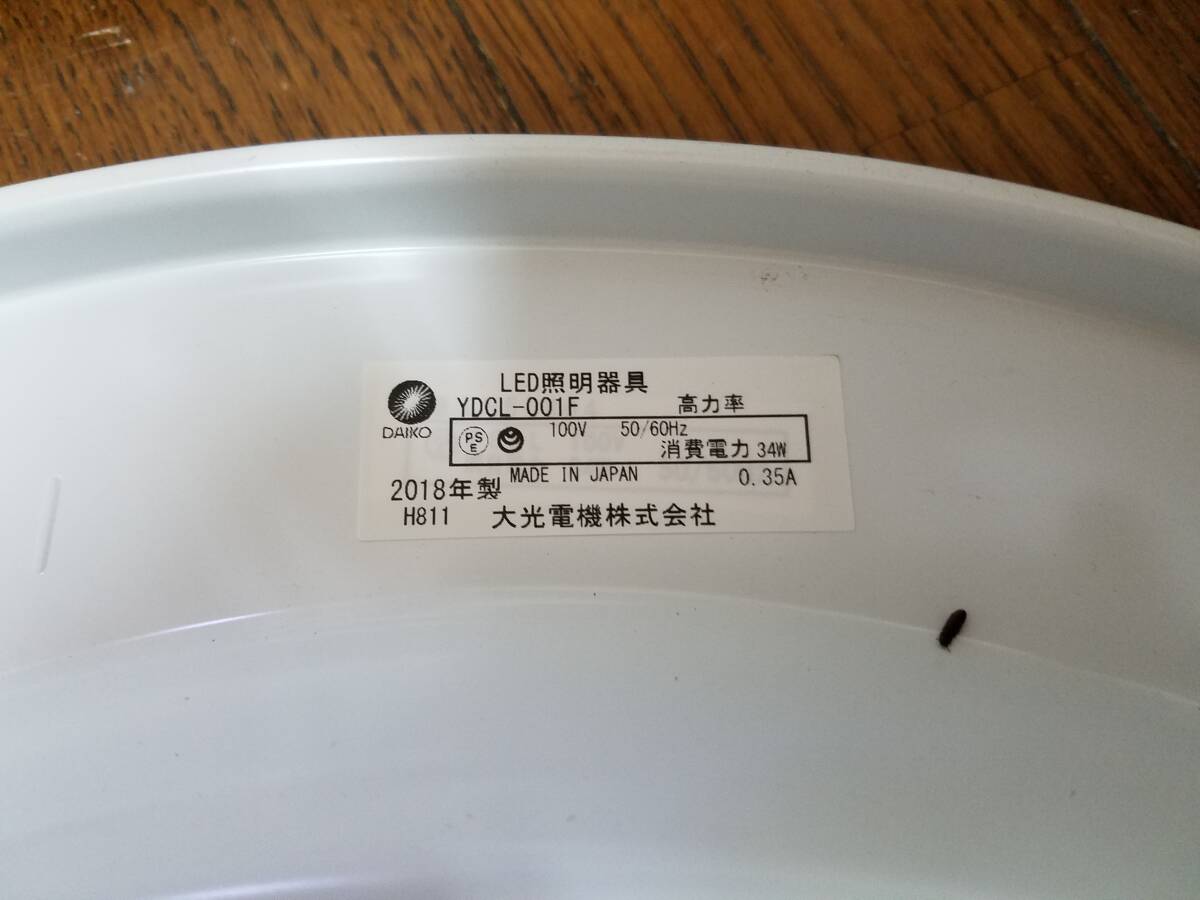 LED照明器具
DAIKO
YDCL-001F 高力率
PS
E
100V 50/60Hz
消費電力 34W
MADE IN JAPAN 0.35A
2018年製
H811 大光電機株式会社